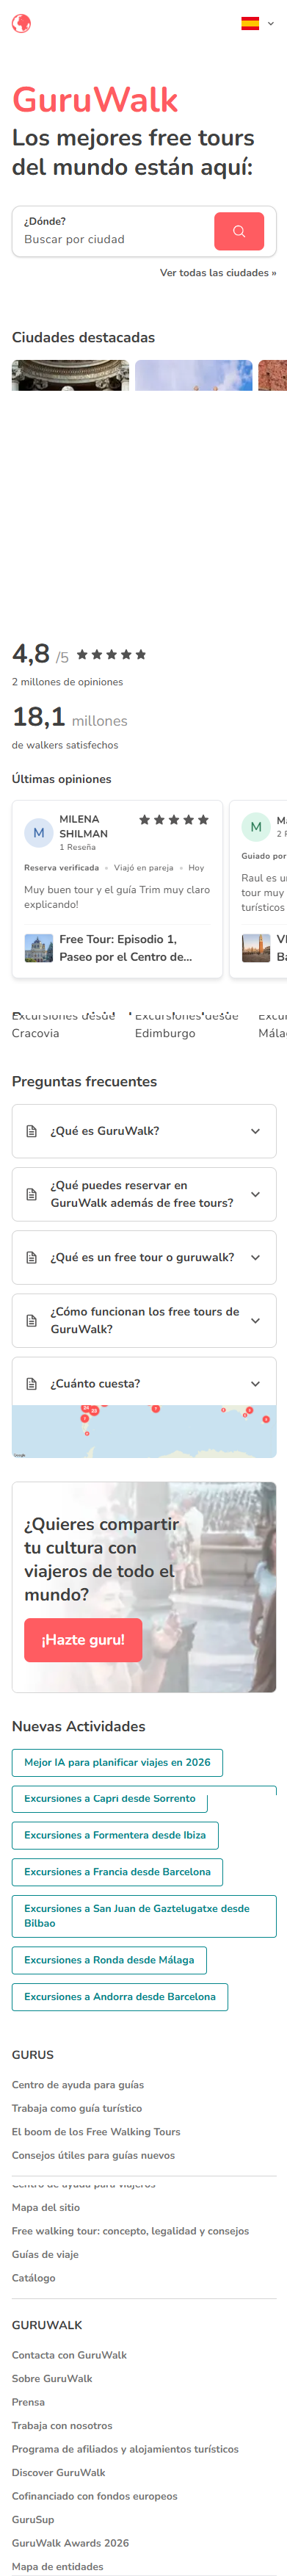 GuruWalk
Los mejores free tours
del mundo están aquí:
¿Dónde?
Buscar por ciudad
Ver todas las ciudades »
Ciudades destacadas
4,8 /5
2 millones de opiniones
18,1 millones
de walkers satisfechos
Últimas opiniones
M
MILENA
SHILMAN
1 Reseña
Reserva verificada • Viajó en pareja • Hoy
Muy buen tour y el guía Trim muy claro
explicando!
Free Tour: Episodio 1,
Paseo por el Centro de...
M
Guiado por
Raul es un
tour muy
turísticos
Excursiones desde
Cracovia
Excursiones desde
Edimburgo
Preguntas frecuentes
¿Qué es GuruWalk?
¿Qué puedes reservar en
GuruWalk además de free tours?
¿Qué es un free tour o guruwalk?
¿Cómo funcionan los free tours de
GuruWalk?
¿Cuánto cuesta?
Google
¿Quieres compartir
tu cultura con
viajeros de todo el
mundo?
¡Hazte guru!
Nuevas Actividades
Mejor IA para planificar viajes en 2026
Excursiones a Capri desde Sorrento
Excursiones a Formentera desde Ibiza
Excursiones a Francia desde Barcelona
Excursiones a San Juan de Gaztelugatxe desde
Bilbao
Excursiones a Ronda desde Málaga
Excursiones a Andorra desde Barcelona
GURUS
Centro de ayuda para guías
Trabaja como guía turístico
El boom de los Free Walking Tours
Consejos útiles para guías nuevos
Centro de ayuda para viajeros
Mapa del sitio
Free walking tour: concepto, legalidad y consejos
Guías de viaje
Catálogo
GURUWALK
Contacta con GuruWalk
Sobre GuruWalk
Prensa
Trabaja con nosotros
Programa de afiliados y alojamientos turísticos
Discover GuruWalk
Cofinanciado con fondos europeos
GuruSup
GuruWalk Awards 2026
Mapa de entidades